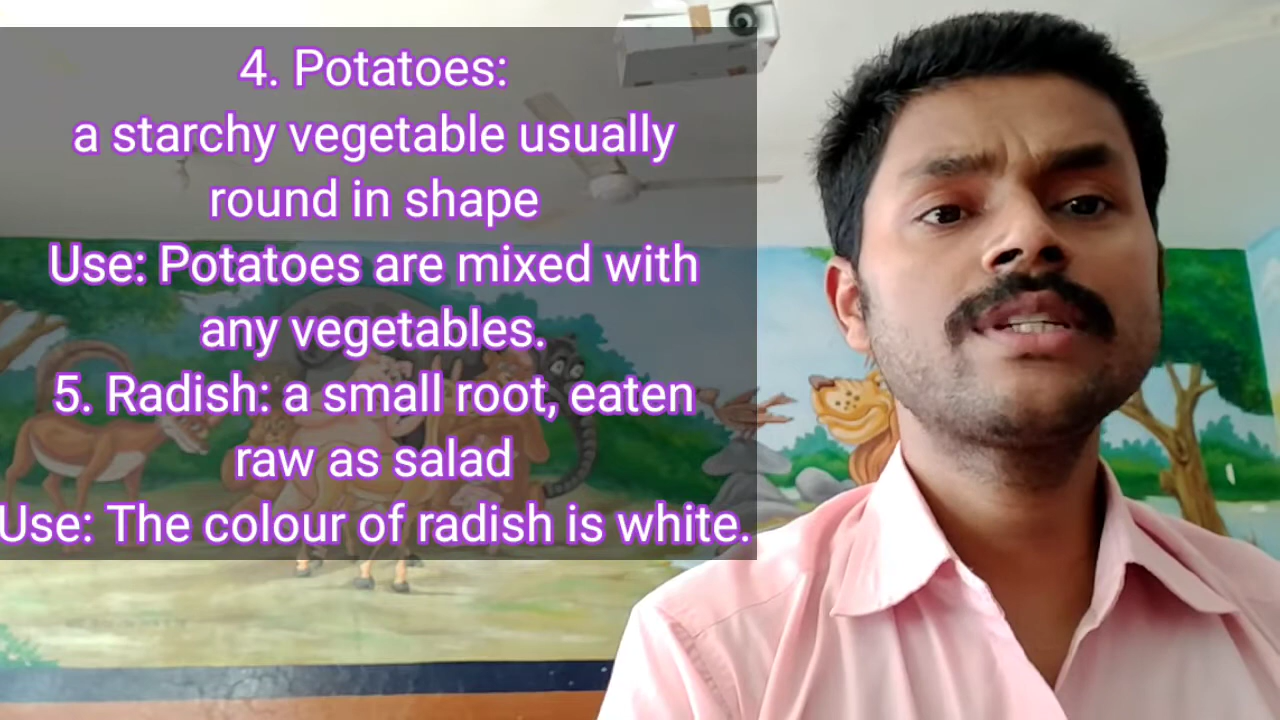 4. Potatoes:
a starchy vegetable usually
round in shape
Use: Potatoes are mixed with
any vegetables.
5. Radish: a small root, eaten
raw as salad
Use: The colour of radish is white.